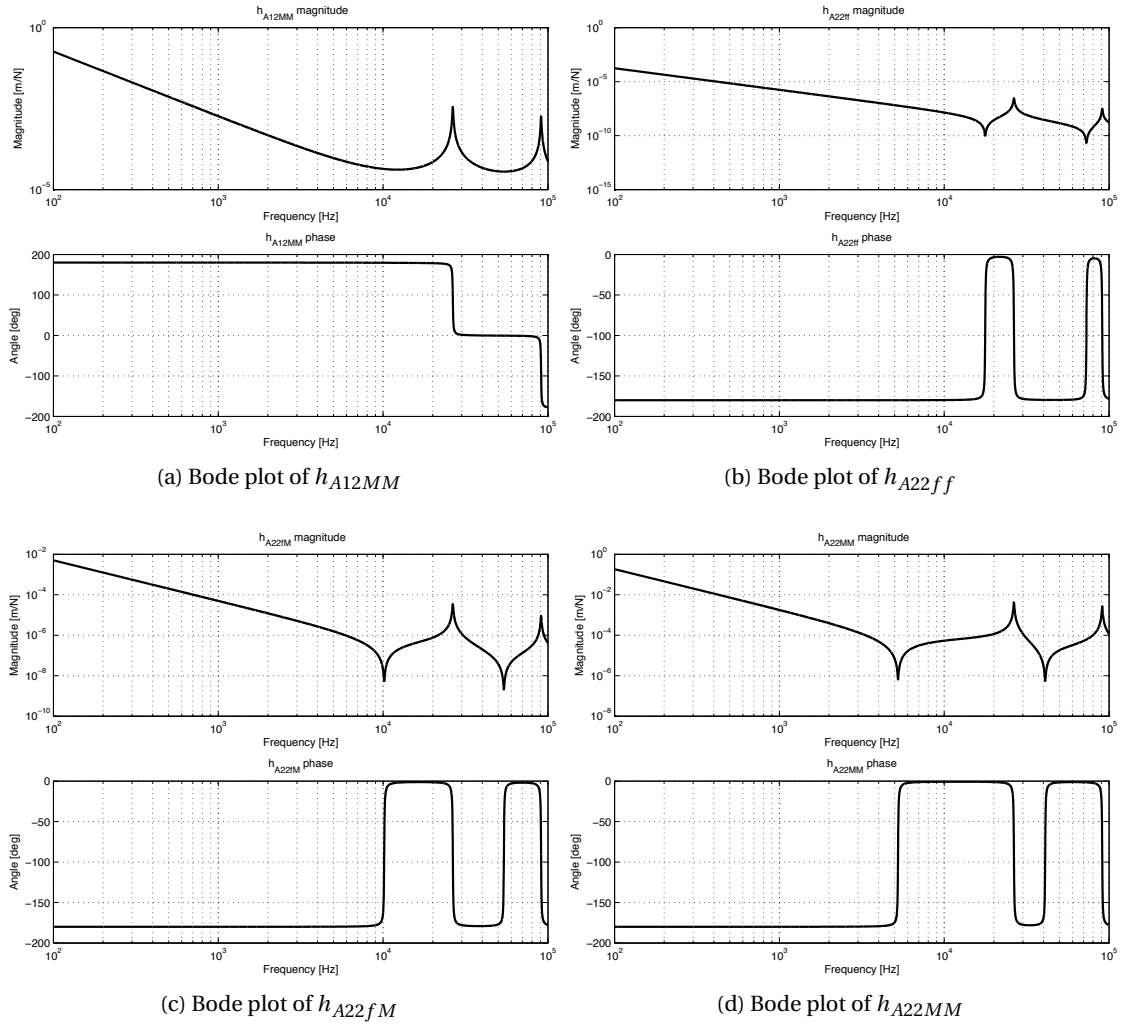 h_A12MM magnitude
10^0
10^-5
Magnitude [m/N]
10^2 10^3 10^4 10^5
Frequency [Hz]
h_A12MM phase
200
100
0
−100
−200
Angle [deg]
10^2 10^3 10^4 10^5
Frequency [Hz]
(a) Bode plot of h_A12MM
h_A22ff magnitude
10^0
10^-5
10^-10
10^-15
Magnitude [m/N]
10^2 10^3 10^4 10^5
Frequency [Hz]
h_A22ff phase
0
−50
−100
−150
−200
Angle [deg]
10^2 10^3 10^4 10^5
Frequency [Hz]
(b) Bode plot of h_A22ff
h_A22fM magnitude
10^-2
10^-4
10^-6
10^-8
10^-10
Magnitude [m/N]
10^2 10^3 10^4 10^5
Frequency [Hz]
h_A22fM phase
0
−50
−100
−150
−200
Angle [deg]
10^2 10^3 10^4 10^5
Frequency [Hz]
(c) Bode plot of h_A22fM
h_A22MM magnitude
10^0
10^-2
10^-4
10^-6
10^-8
Magnitude [m/N]
10^2 10^3 10^4 10^5
Frequency [Hz]
h_A22MM phase
0
−50
−100
−150
−200
Angle [deg]
10^2 10^3 10^4 10^5
Frequency [Hz]
(d) Bode plot of h_A22MM